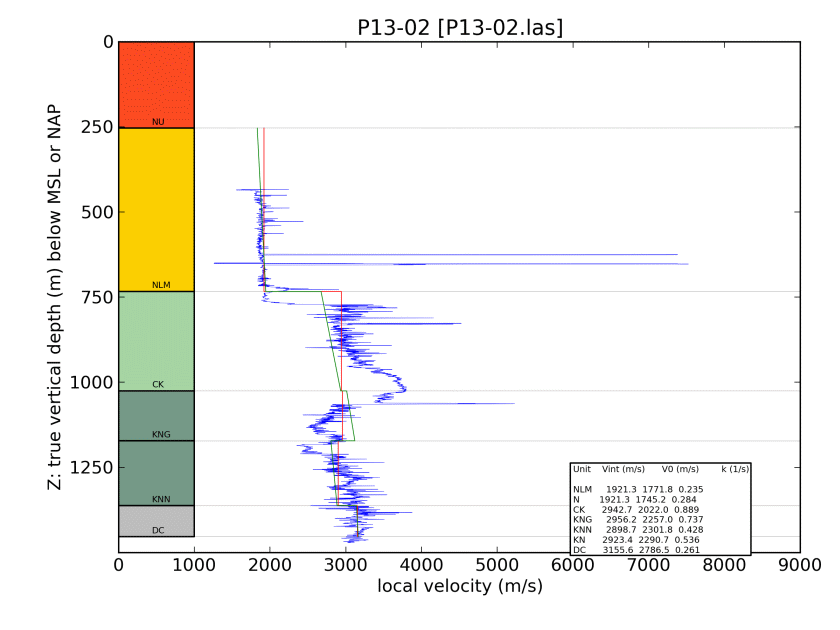 P13-02 [P13-02.las]
0
250
500
750
1000
1250
Z: true vertical depth (m) below MSL or NAP
NU
NLM
CK
KNG
KNN
DC
Unit Vint (m/s) V0 (m/s) k (1/s)
NLM 1921.3 1771.8 0.235
N 1921.3 1745.2 0.284
CK 2942.7 2022.0 0.889
KNG 2956.2 2257.0 0.737
KNN 2898.7 2301.8 0.428
KN 2923.4 2290.7 0.536
DC 3155.6 2786.5 0.261
0 1000 2000 3000 4000 5000 6000 7000 8000 9000
local velocity (m/s)